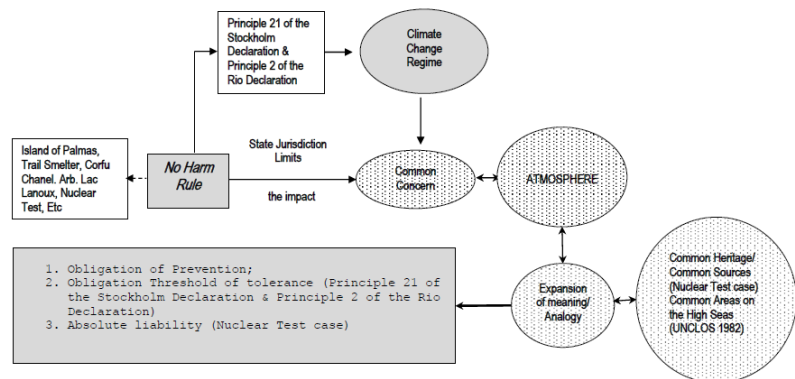 Principle 21 of the
Stockholm
Declaration &
Principle 2 of the
Rio Declaration
Climate
Change
Regime
Island of Palmas,
Trail Smelter, Corfu
Chanel. Arb. Lac
Lanoux, Nuclear
Test, Etc
No Harm
Rule
State Jurisdiction
Limits
the impact
Common
Concern
ATMOSPHERE
1. Obligation of Prevention;
2. Obligation Threshold of tolerance (Principle 21 of
the Stockholm Declaration & Principle 2 of the Rio
Declaration)
3. Absolute liability (Nuclear Test case)
Expansion
of meaning/
Analogy
Common Heritage/
Common Sources
(Nuclear Test case)
Common Areas on
the High Seas
(UNCLOS 1982)